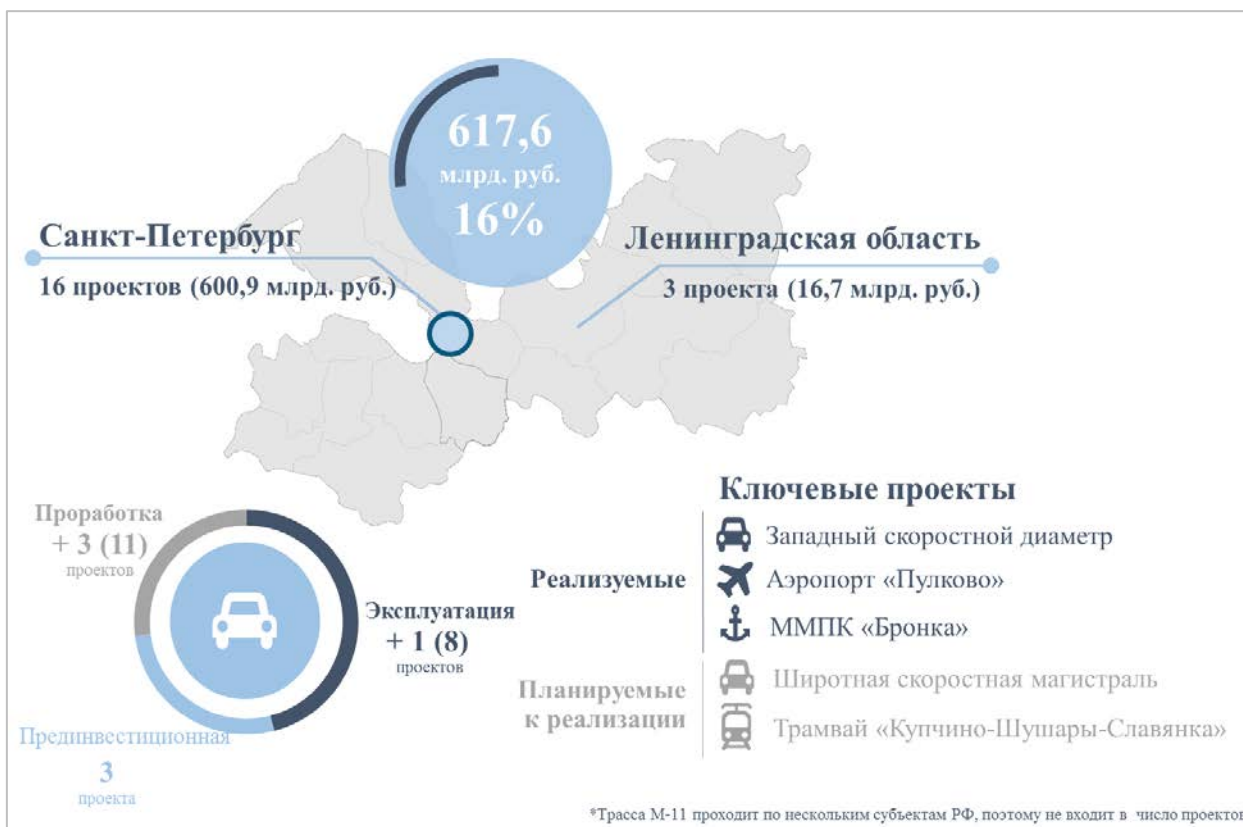 617,6
млрд. руб.
16%
Санкт-Петербург
16 проектов (600,9 млрд. руб.)
Ленинградская область
3 проекта (16,7 млрд. руб.)
Проработка
+ 3 (11)
проектов
Эксплуатация
+ 1 (8)
проектов
Прединвестиционная
3
проекта
Ключевые проекты
Реализуемые
Западный скоростной диаметр
Аэропорт «Пулково»
ММПК «Бронка»
Планируемые
к реализации
Широтная скоростная магистраль
Трамвай «Купчино-Шушары-Славянка»
*Трасса М-11 проходит по нескольким субъектам РФ, поэтому не входит в число проектов